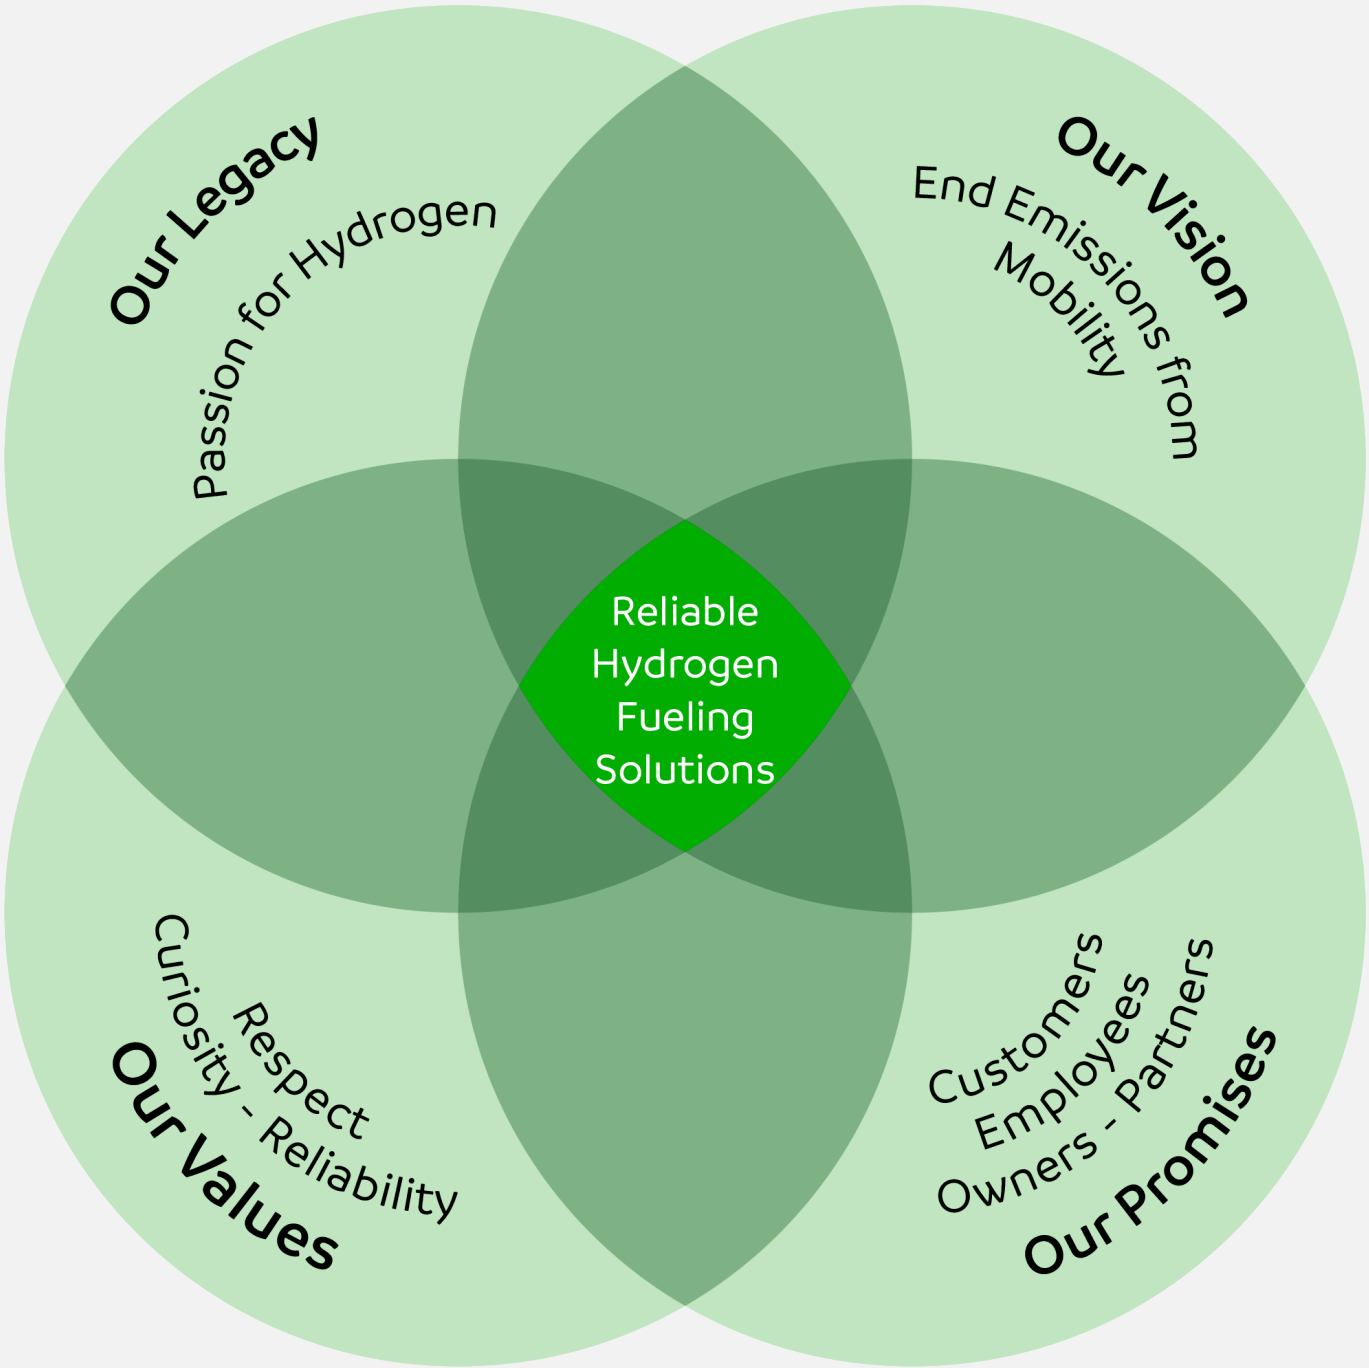 Our Legacy
Passion for Hydrogen
Our Vision
End Emissions from
Mobility
Reliable
Hydrogen
Fueling
Solutions
Respect
Curiosity - Reliability
Our Values
Customers
Employees
Owners - Partners
Our Promises